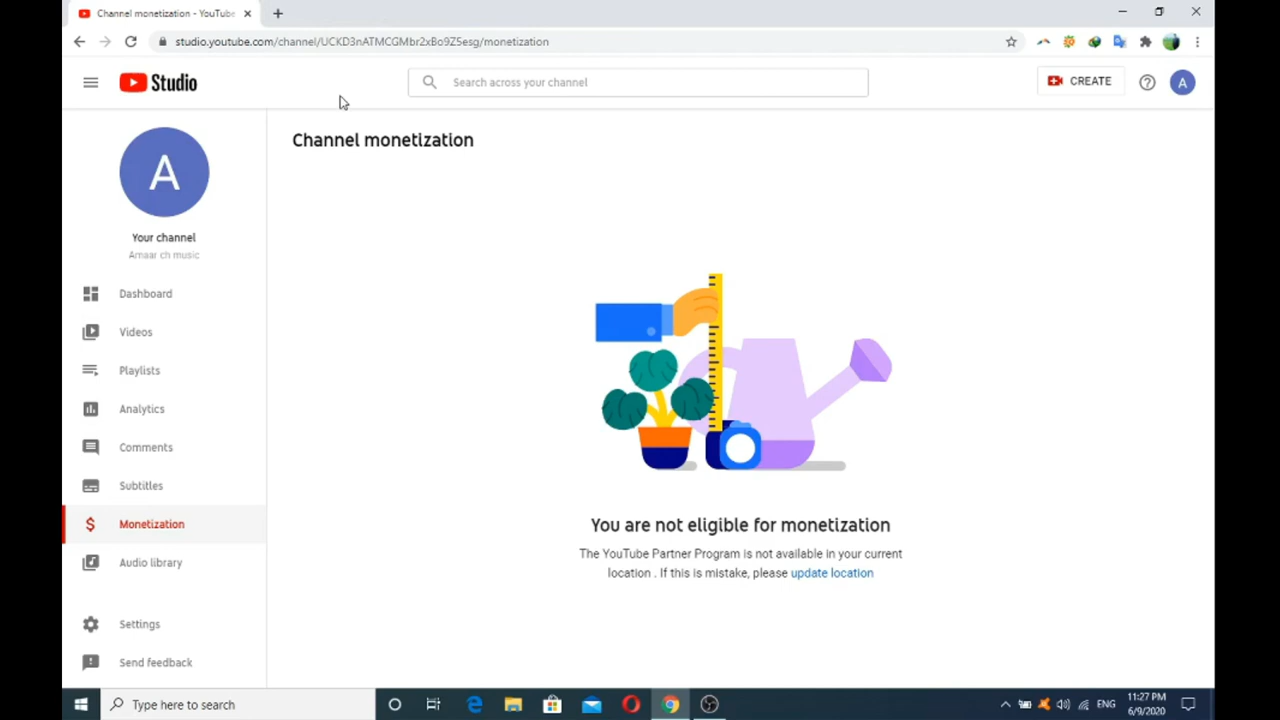 Channel monetization - YouTube
studio.youtube.com/channel/UCKD3nATMCGMbr2xBo9Z5esg/monetization
Studio
Search across your channel
CREATE
A
A
Your channel
Amaar ch music
Dashboard
Videos
Playlists
Analytics
Comments
Subtitles
Monetization
Audio library
Settings
Send feedback
Channel monetization
You are not eligible for monetization
The YouTube Partner Program is not available in your current
location . If this is mistake, please update location
Type here to search
ENG
11:27 PM
6/9/2020